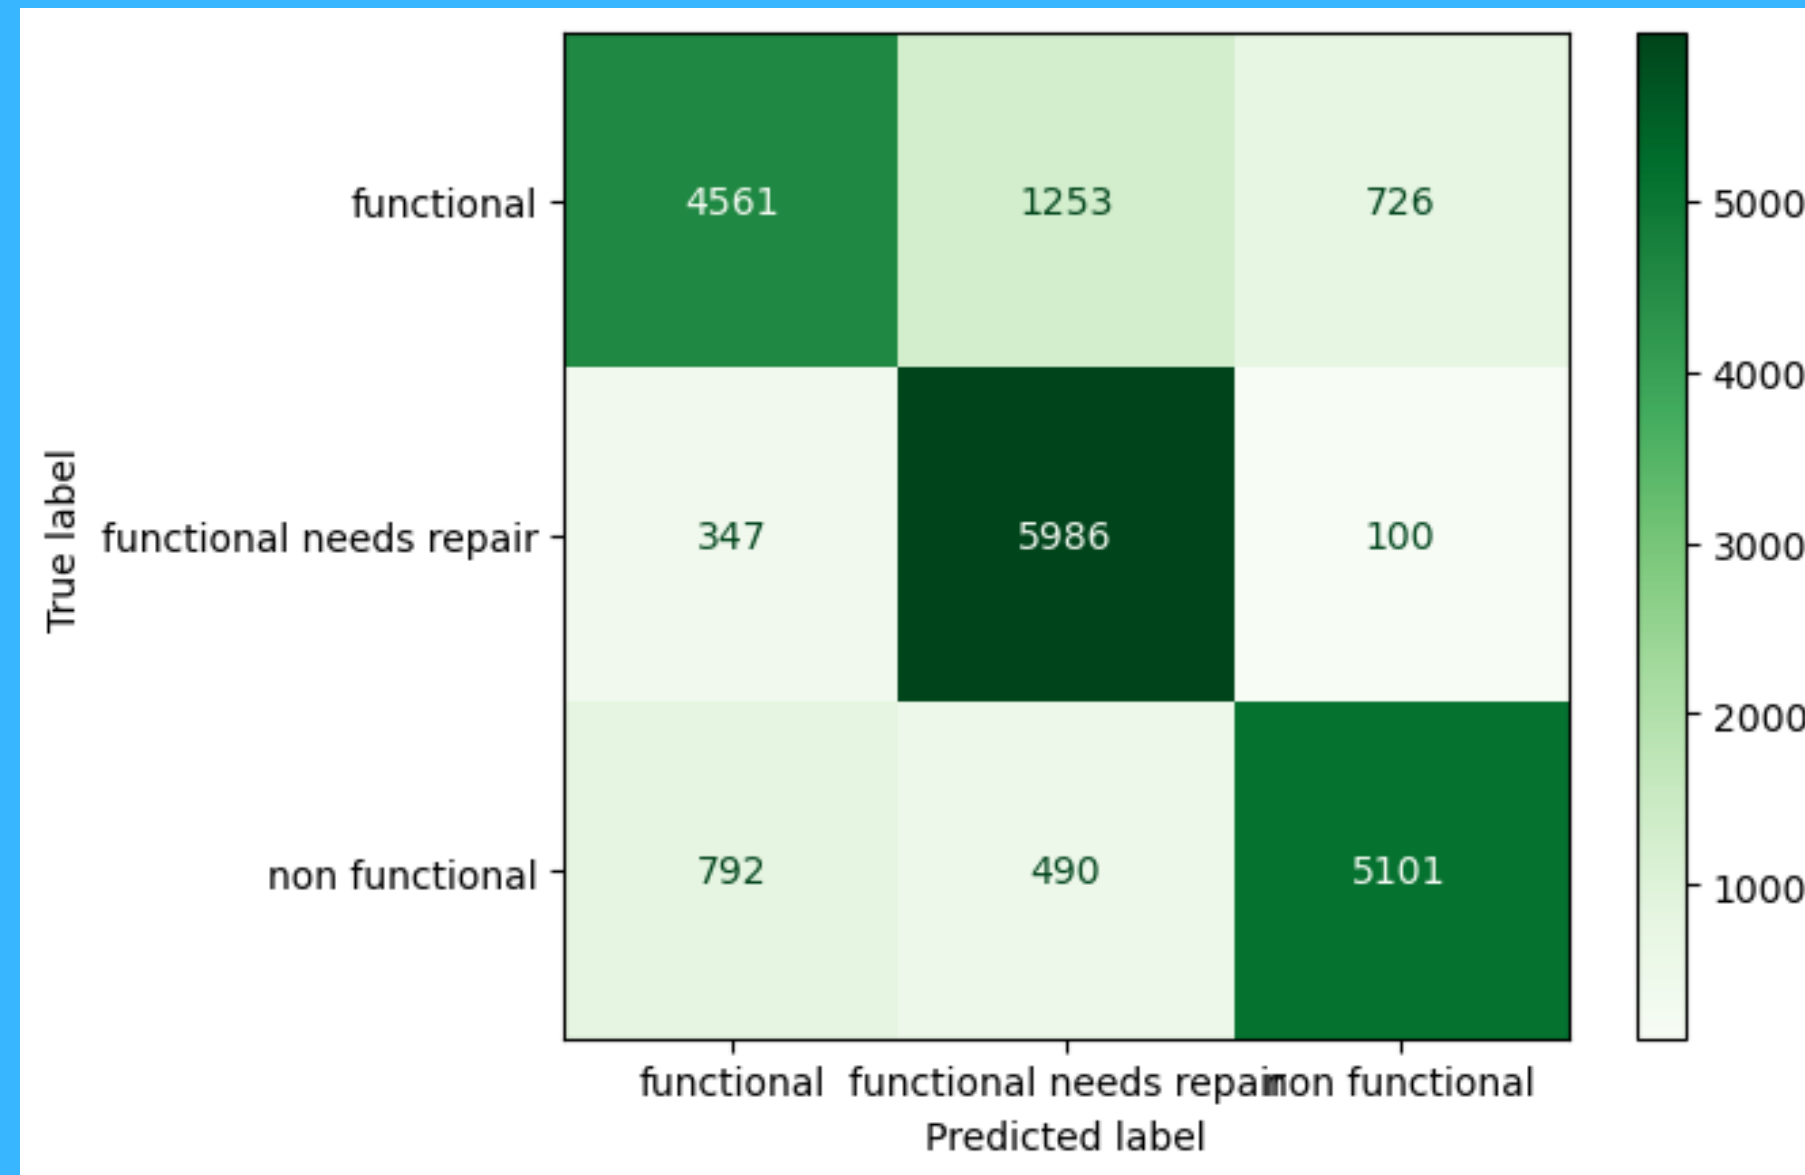 functional
4561 1253 726
functional needs repair
347 5986 100
non functional
792 490 5101
True label
functional functional needs repair non functional
Predicted label
5000
4000
3000
2000
1000